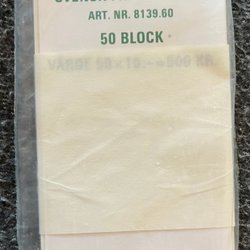 ART. NR. 8139.60
50 BLOCK
VÄRDE 50 x 10.- = 500 KR.